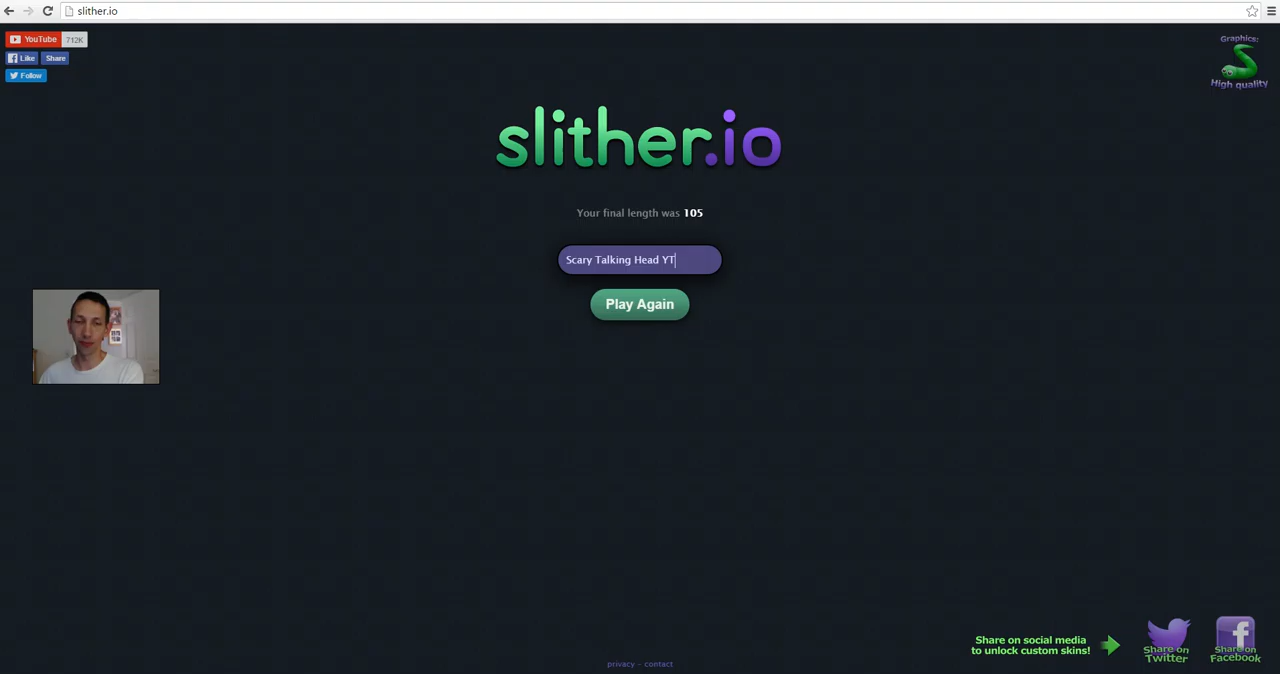 slither.io
YouTube 712K
Like Share
Follow
Graphics:
High quality
slither.io
Your final length was 105
Scary Talking Head YT
Play Again
Share on social media
to unlock custom skins!
Share on
Twitter
Share on
Facebook
privacy - contact